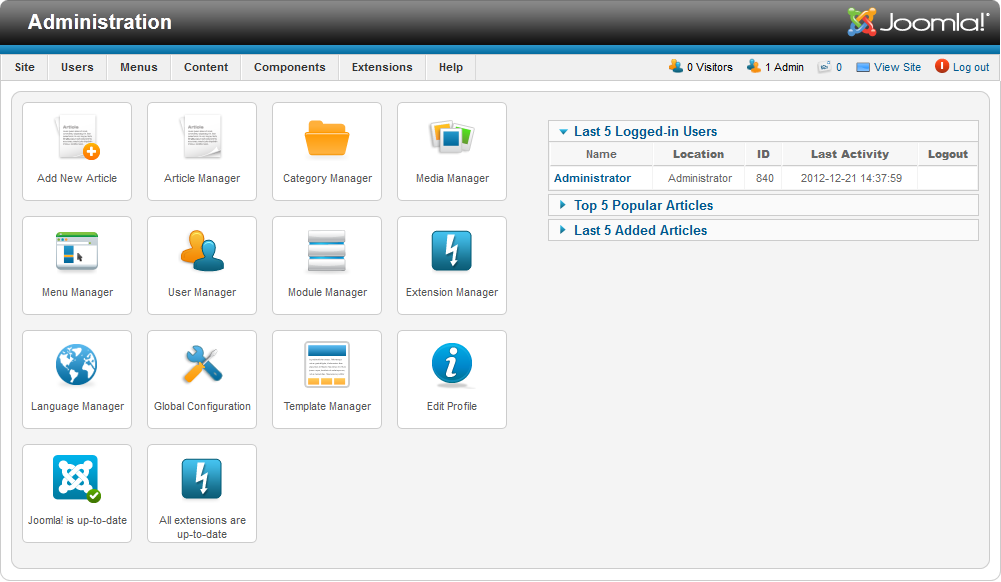 Administration
Joomla!®
Site Users Menus Content Components Extensions Help 0 Visitors 1 Admin 0 View Site Log out
Add New Article
Article Manager
Category Manager
Media Manager
Menu Manager
User Manager
Module Manager
Extension Manager
Language Manager
Global Configuration
Template Manager
Edit Profile
Joomla! is up-to-date
All extensions are
up-to-date
Last 5 Logged-in Users
Name Location ID Last Activity Logout
Administrator Administrator 840 2012-12-21 14:37:59
Top 5 Popular Articles
Last 5 Added Articles